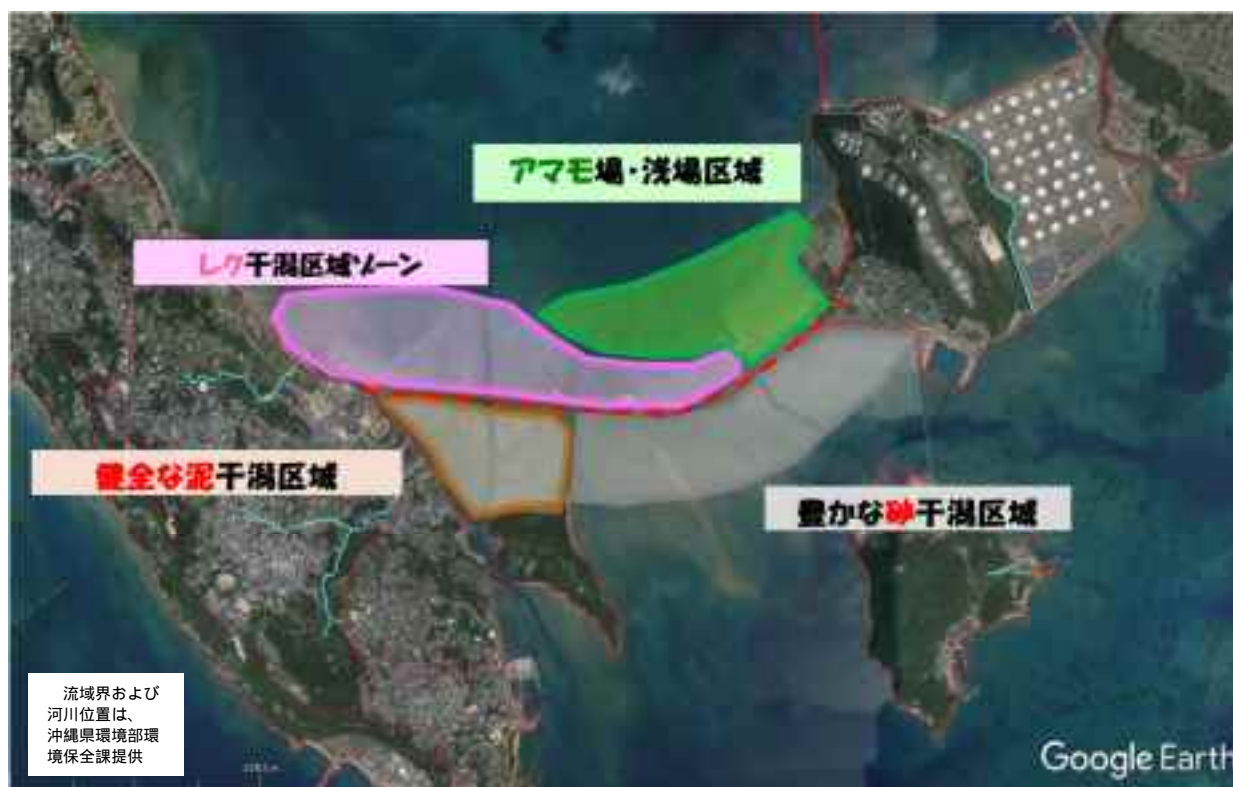 アマモ場・浅場区域
レク干潟区域ゾーン
健全な泥干潟区域
豊かな砂干潟区域
流域界および
河川位置は、
沖縄県環境部環
境保全課提供
Google Earth